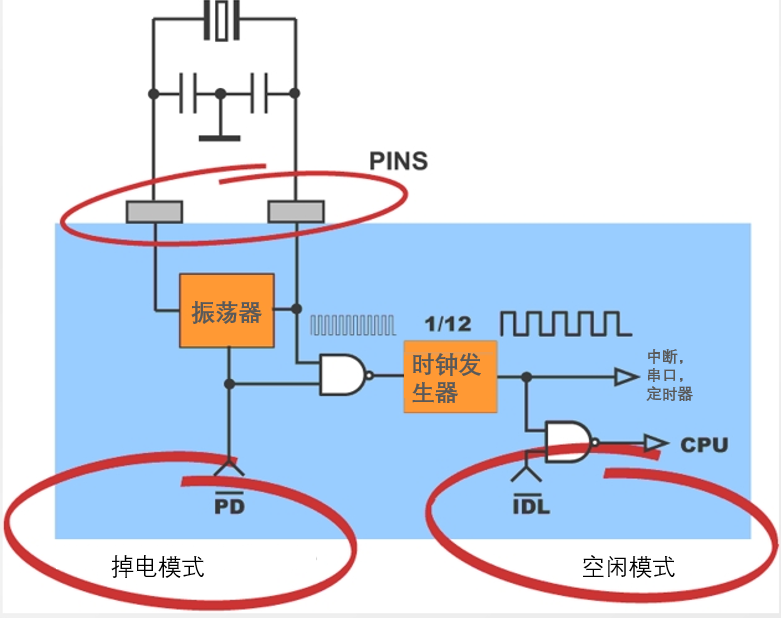 PINS
振荡器
1/12
时钟发
生器
中断，
串口，
定时器
CPU
PD
IDL
掉电模式
空闲模式